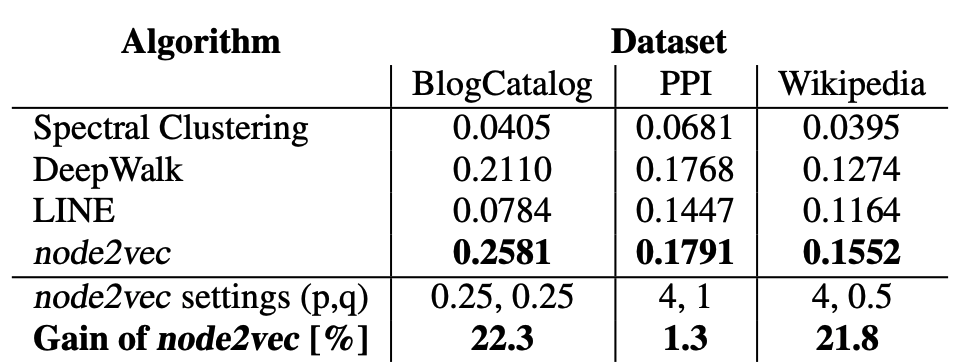 Algorithm Dataset
BlogCatalog PPI Wikipedia
Spectral Clustering 0.0405 0.0681 0.0395
DeepWalk 0.2110 0.1768 0.1274
LINE 0.0784 0.1447 0.1164
node2vec 0.2581 0.1791 0.1552
node2vec settings (p,q) 0.25, 0.25 4, 1 4, 0.5
Gain of node2vec [%] 22.3 1.3 21.8